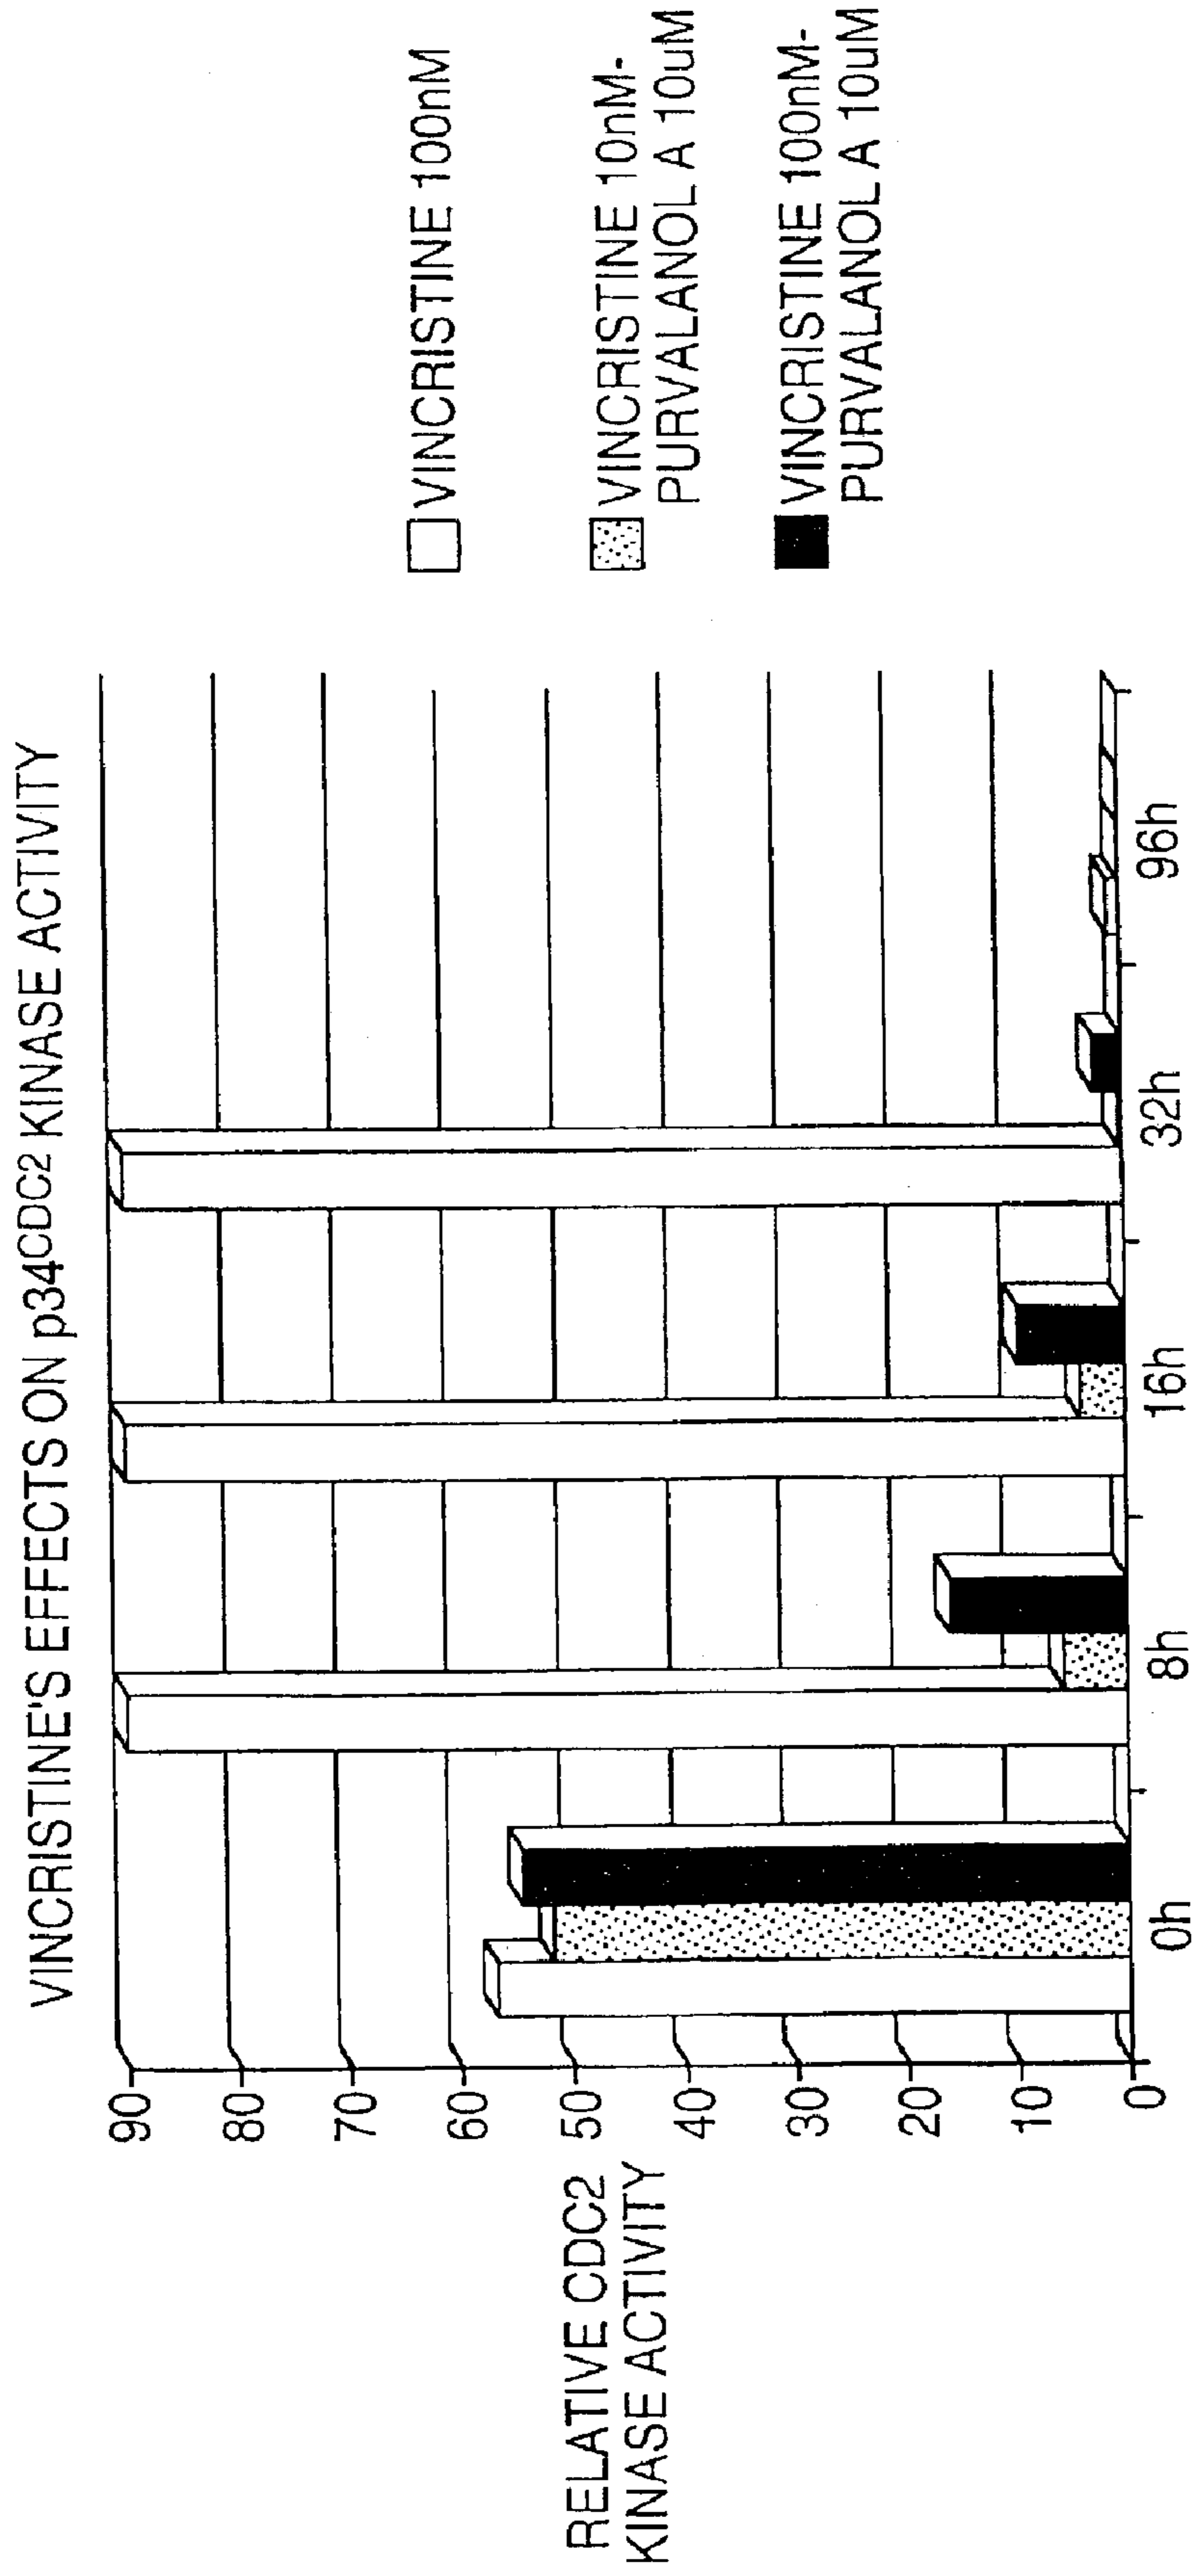 VINCRISTINE'S EFFECTS ON p34CDC2 KINASE ACTIVITY
RELATIVE CDC2
KINASE ACTIVITY
90
80
70
60
50
40
30
20
10
0
0h
8h
16h
32h
96h
VINCRISTINE 100nM
VINCRISTINE 10nM-
PURVALANOL A 10uM
VINCRISTINE 100nM-
PURVALANOL A 10uM